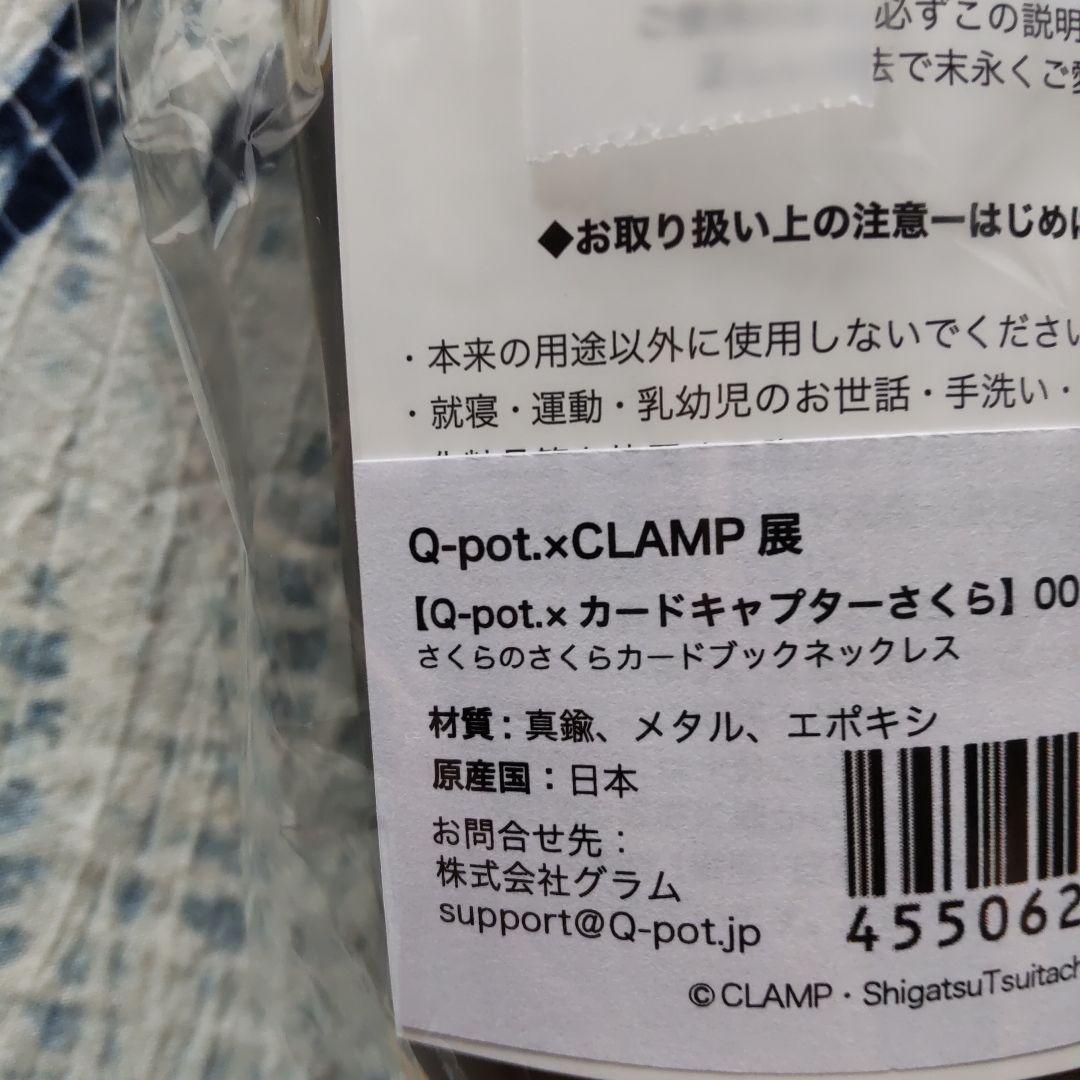 必ずこの説明
法で末永くご愛
◆お取り扱い上の注意ーはじめに
・本来の用途以外に使用しないでください
・就寝・運動・乳幼児のお世話・手洗い・
Q-pot.×CLAMP 展
【Q-pot.× カードキャプターさくら】00
さくらのさくらカードブックネックレス
材質：真鍮、メタル、エポキシ
原産国：日本
お問合せ先：
株式会社グラム
support@Q-pot.jp
455062
©CLAMP・ShigatsuTsuitach